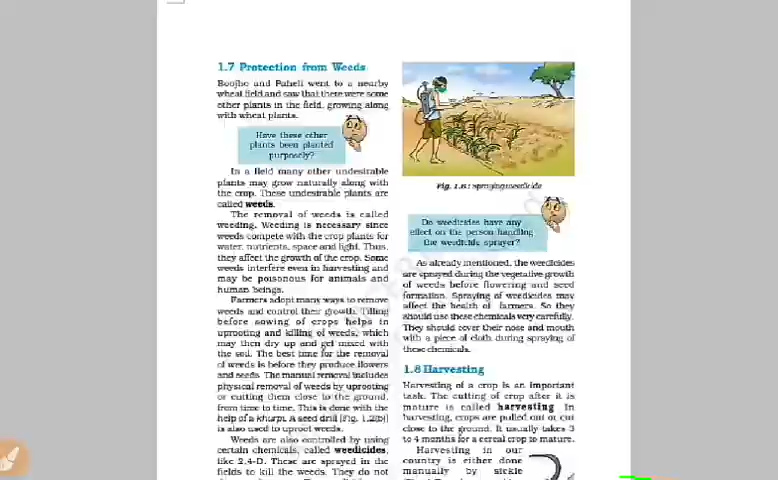 1.7 Protection from Weeds
Boojho and Paheli went to a nearby
wheat field and saw that there were some
other plants in the field, growing along
with wheat plants.
Have these other
plants been planted
purposely?
In a field many other undesirable
plants may grow naturally along with
the crop. These undesirable plants are
called weeds.
The removal of weeds is called
weeding. Weeding is necessary since
weeds compete with the crop plants for
water, nutrients, space and light. Thus,
they affect the growth of the crop. Some
weeds interfere even in harvesting and
may be poisonous for animals and
human beings.
Farmers adopt many ways to remove
weeds and control their growth. Tilling
before sowing of crops helps in
uprooting and killing of weeds, which
may then dry up and get mixed with
the soil. The best time for the removal
of weeds is before they produce flowers
and seeds. The manual removal includes
physical removal of weeds by uprooting
or cutting them close to the ground,
from time to time. This is done with the
help of a khurpi. A seed drill [Fig. 1.2(b)]
is also used to uproot weeds.
Weeds are also controlled by using
certain chemicals, called weedicides,
like 2,4-D. These are sprayed in the
fields to kill the weeds. They do not
Fig. 1.6 : Spraying weedicide
Do weedicides have any
effect on the person handling
the weedicide sprayer?
As already mentioned, the weedicides
are sprayed during the vegetative growth
of weeds before flowering and seed
formation. Spraying of weedicides may
affect the health of farmers. So they
should use these chemicals very carefully.
They should cover their nose and mouth
with a piece of cloth during spraying of
these chemicals.
1.8 Harvesting
Harvesting of a crop is an important
task. The cutting of crop after it is
mature is called harvesting. In
harvesting, crops are pulled out or cut
close to the ground. It usually takes 3
to 4 months for a cereal crop to mature.
Harvesting in our
country is either done
manually by sickle